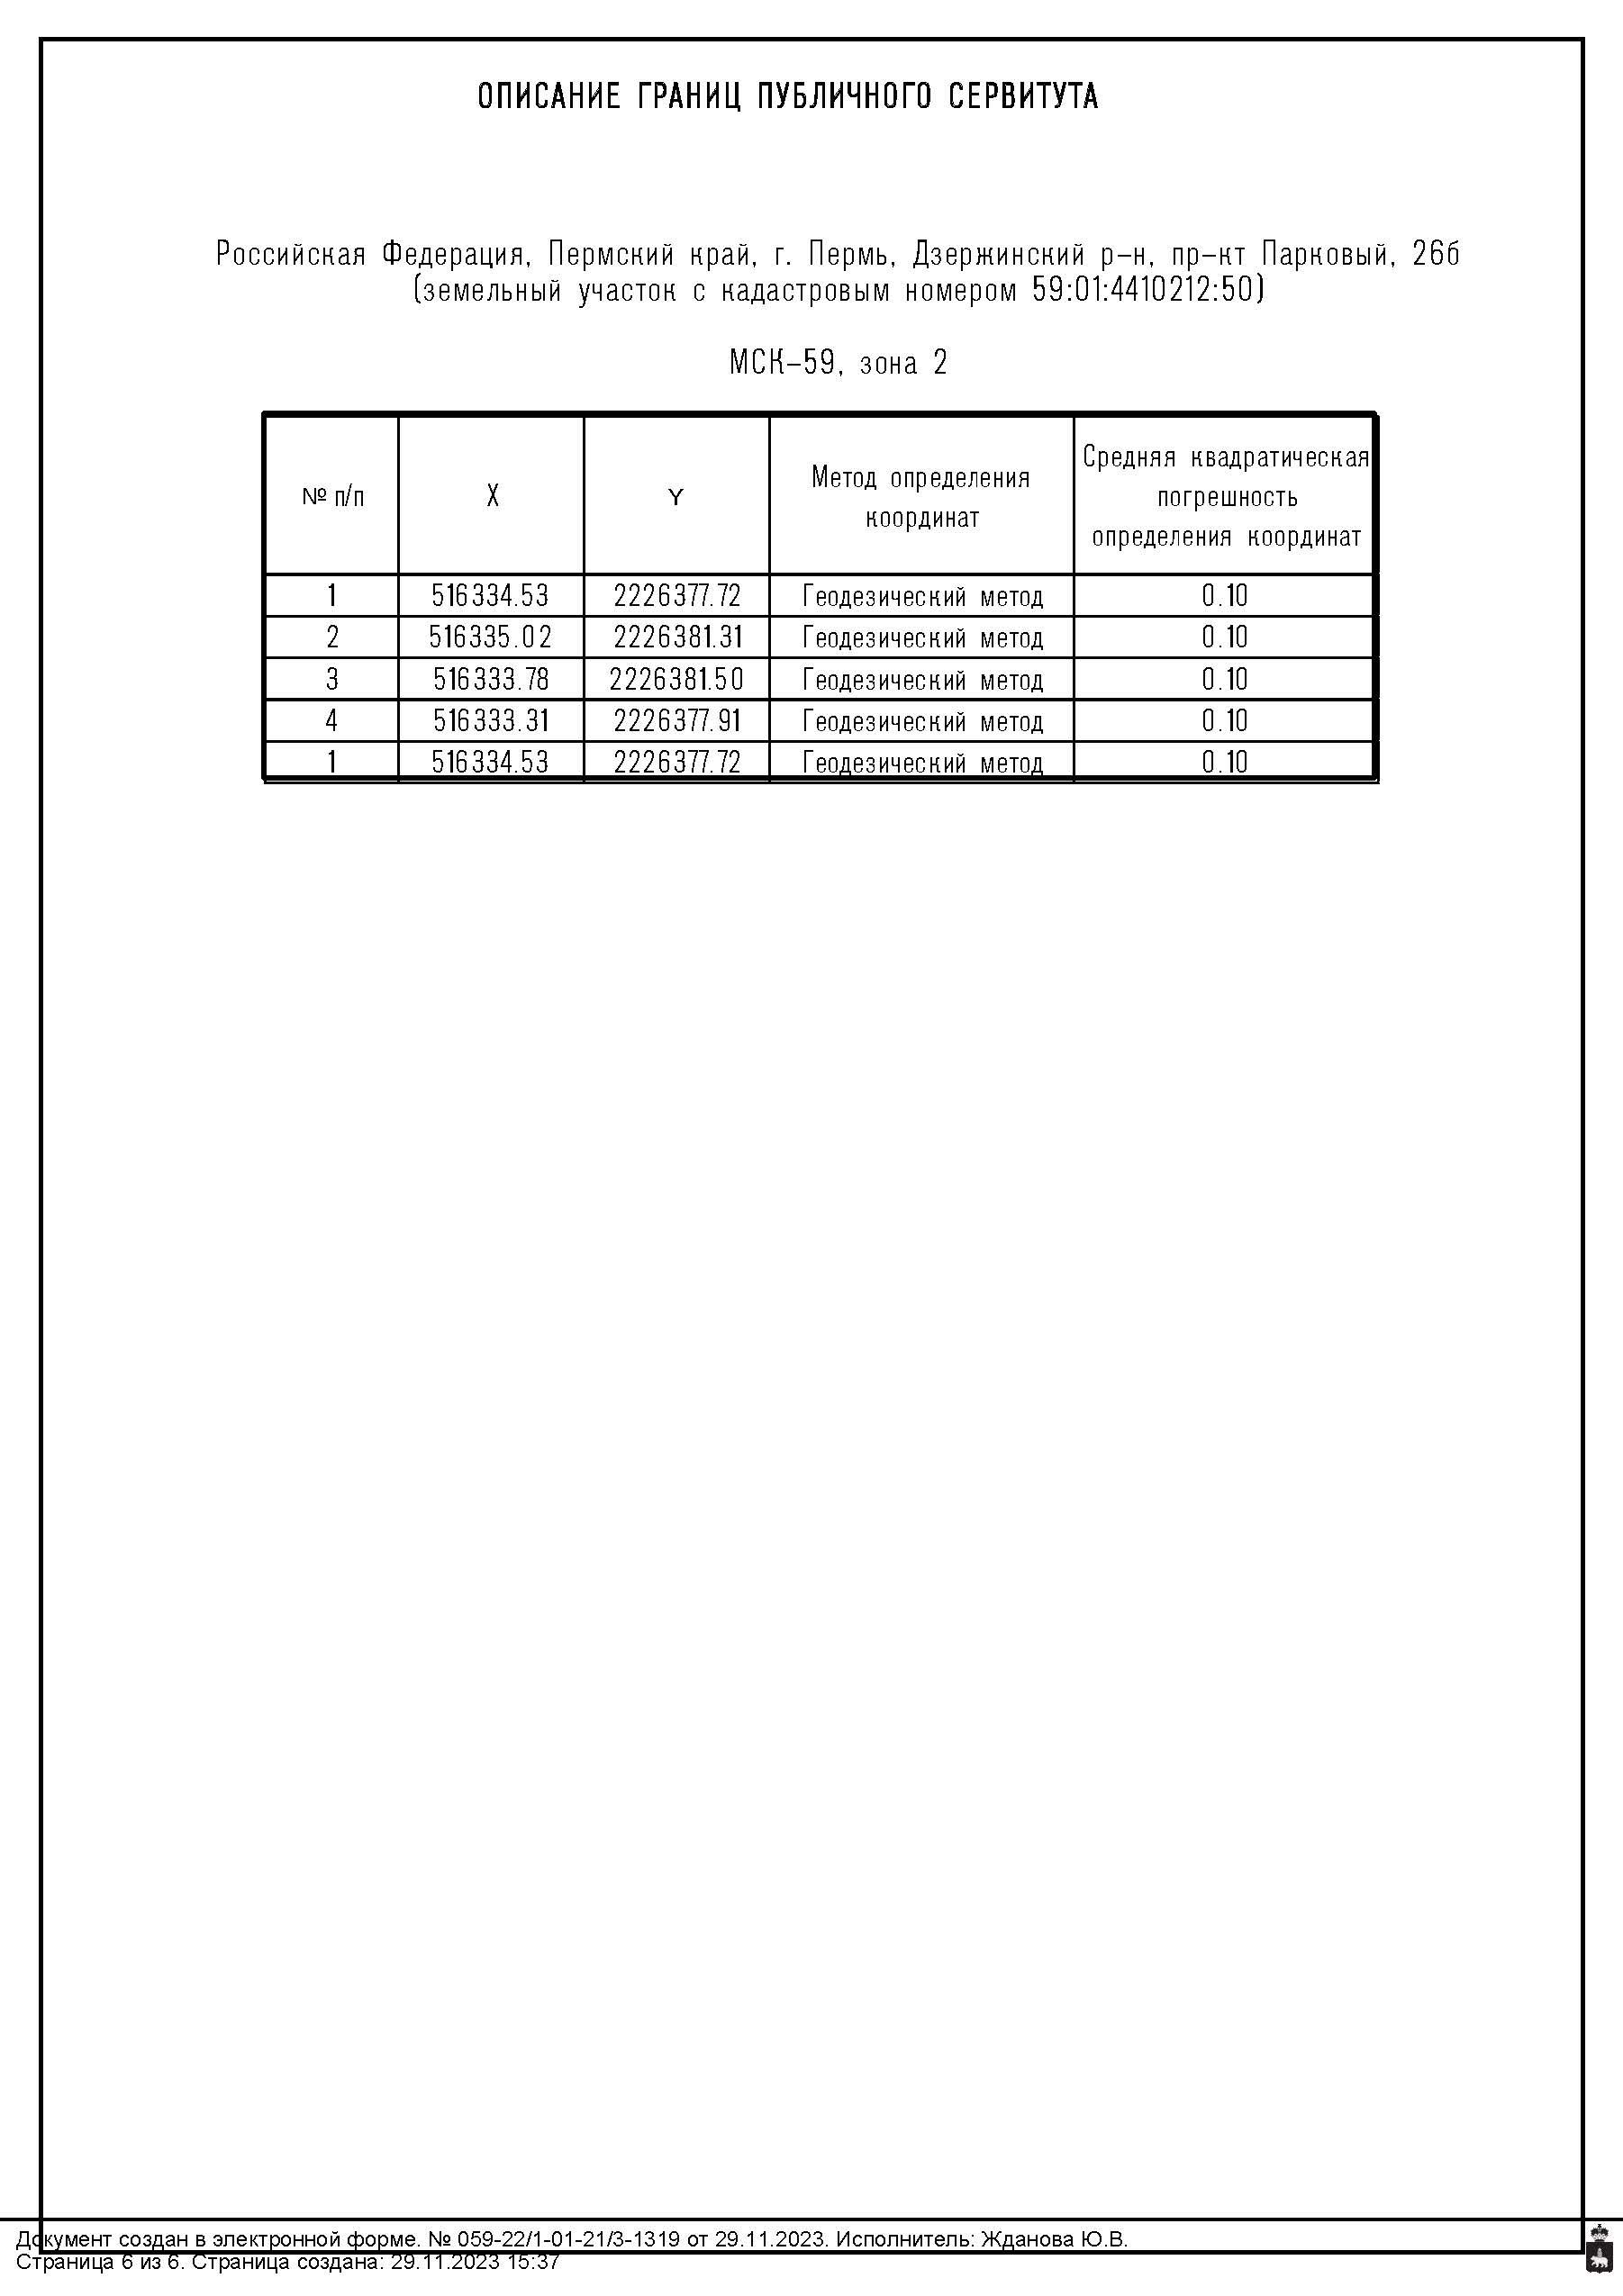 ОПИСАНИЕ ГРАНИЦ ПУБЛИЧНОГО СЕРВИТУТА
Российская Федерация, Пермский край, г. Пермь, Дзержинский р-н, пр-кт Парковый, 26б
(земельный участок с кадастровым номером 59:01:4410212:50)
МСК-59, зона 2
№ п/п X Y Метод определения координат Средняя квадратическая погрешность определения координат
1 516334.53 2226377.72 Геодезический метод 0.10
2 516335.02 2226381.31 Геодезический метод 0.10
3 516333.78 2226381.50 Геодезический метод 0.10
4 516333.31 2226377.91 Геодезический метод 0.10
1 516334.53 2226377.72 Геодезический метод 0.10
Документ создан в электронной форме. № 059-22/1-01-21/3-1319 от 29.11.2023. Исполнитель: Жданова Ю.В.
Страница 6 из 6. Страница создана: 29.11.2023 15:37